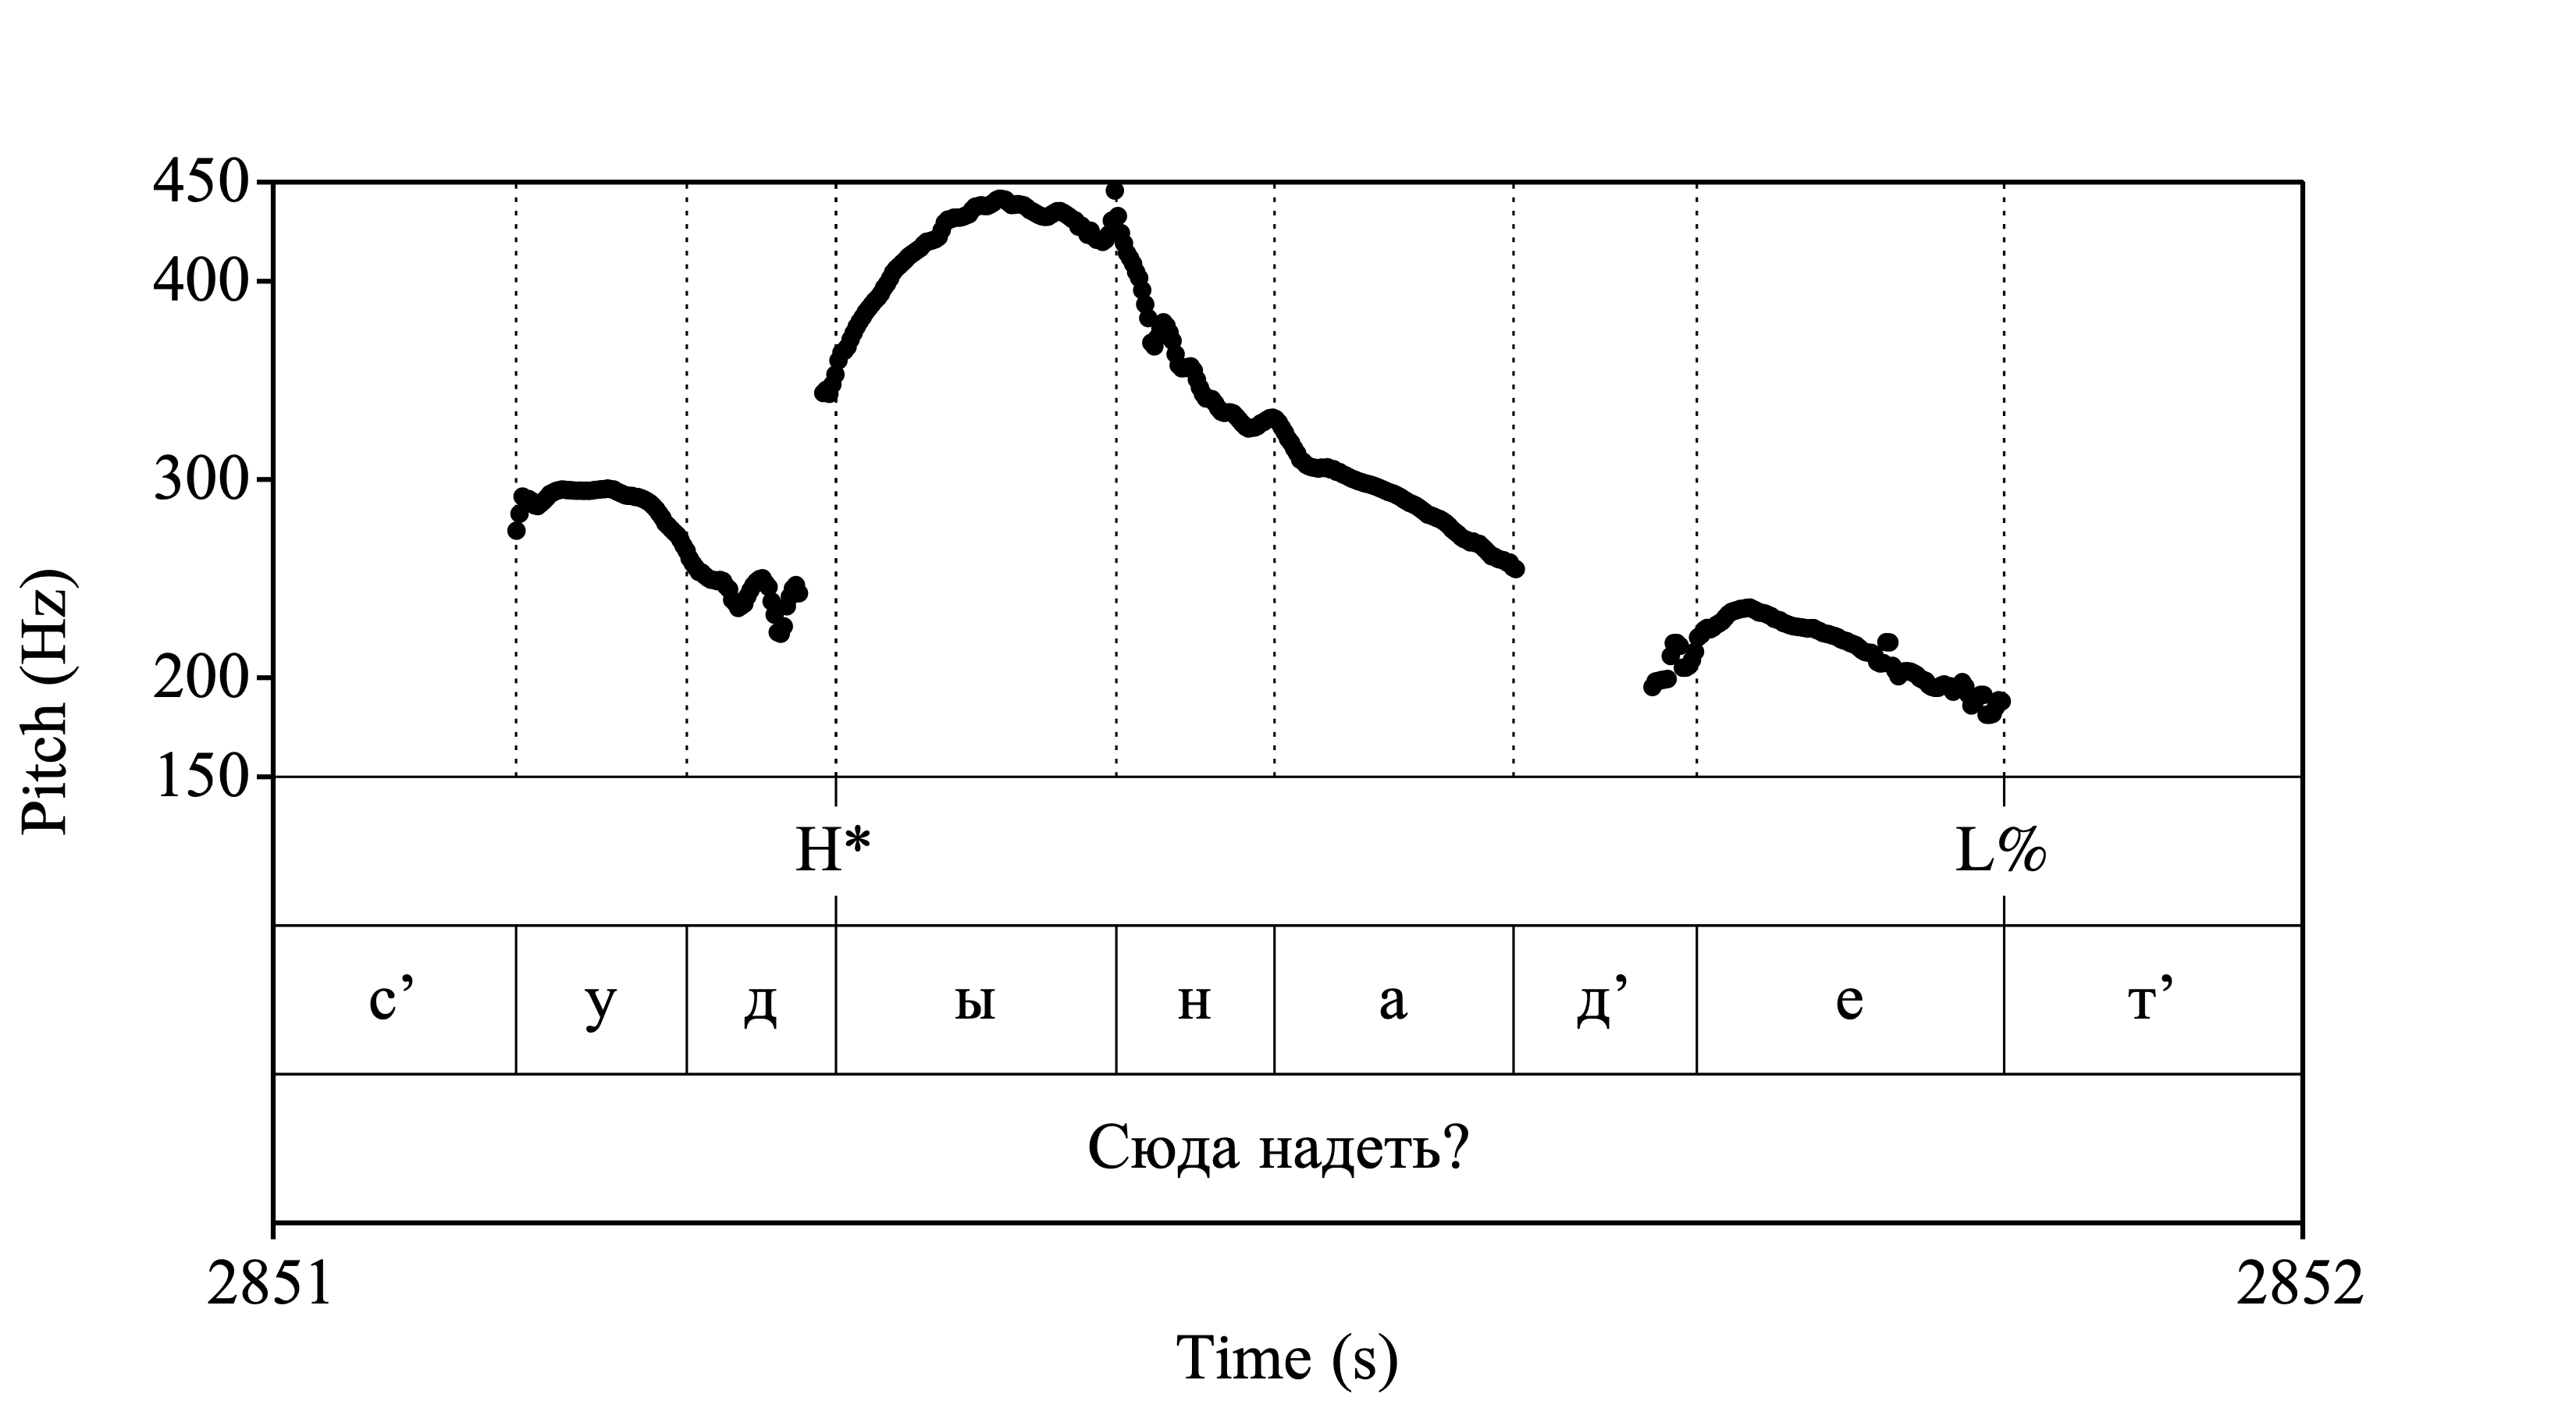 450
400
300
200
150
Pitch (Hz)
H* L%
с’ у д ы н а д’ е т’
Сюда надеть?
2851 2852
Time (s)